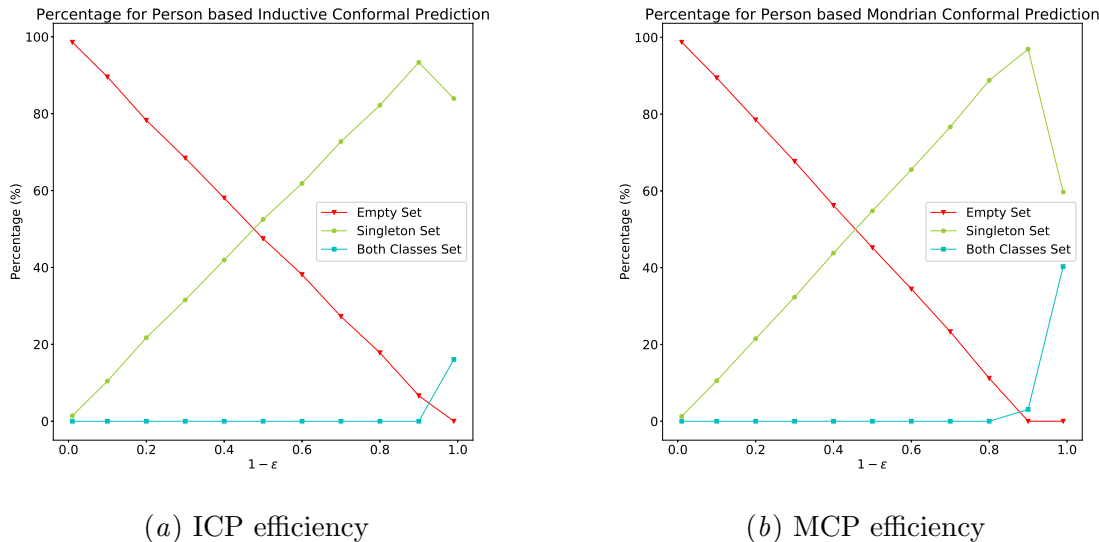 Percentage for Person based Inductive Conformal Prediction
100
80
60
40
20
0
Percentage (%)
Empty Set
Singleton Set
Both Classes Set
0.0 0.2 0.4 0.6 0.8 1.0
1 − ε
(a) ICP efficiency
Percentage for Person based Mondrian Conformal Prediction
100
80
60
40
20
0
Percentage (%)
Empty Set
Singleton Set
Both Classes Set
0.0 0.2 0.4 0.6 0.8 1.0
1 − ε
(b) MCP efficiency